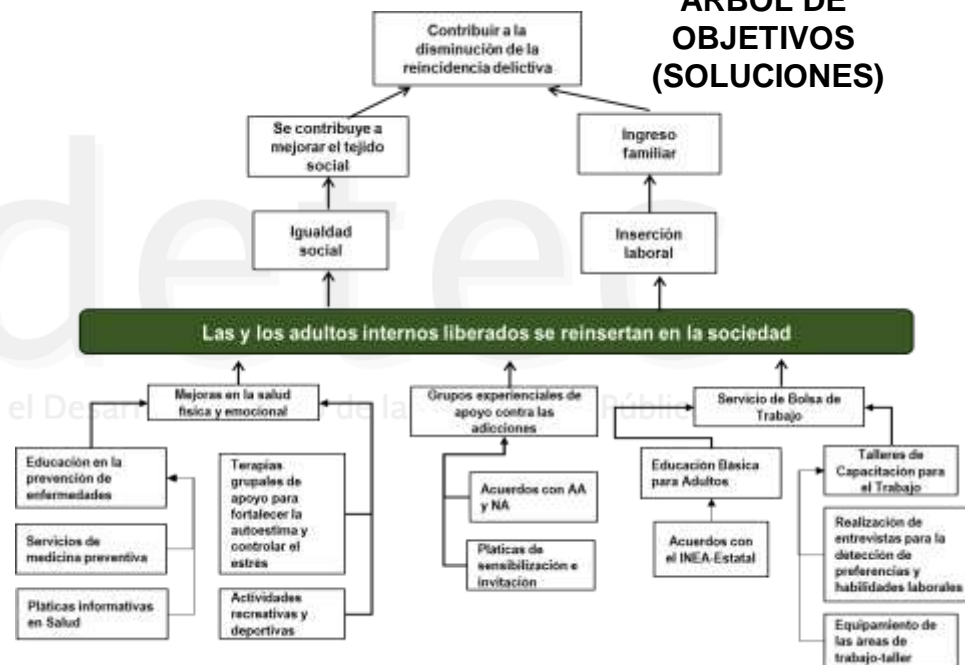 ÁRBOL DE
OBJETIVOS
(SOLUCIONES)
Contribuir a la
disminución de la
reincidencia delictiva
Se contribuye a
mejorar el tejido
social
Ingreso
familiar
Igualdad
social
Inserción
laboral
Las y los adultos internos liberados se reinsertan en la sociedad
Mejoras en la salud
física y emocional
Grupos experienciales de
apoyo contra las
adicciones
Servicio de Bolsa de
Trabajo
Educación en la
prevención de
enfermedades
Servicios de
medicina preventiva
Pláticas informativas
en Salud
Terapias
grupales de
apoyo para
fortalecer la
autoestima y
controlar el
estrés
Actividades
recreativas y
deportivas
Acuerdos con AA
y NA
Pláticas de
sensibilización e
invitación
Educación Básica
para Adultos
Acuerdos con
el INEA-Estatal
Talleres de
Capacitación para
el Trabajo
Realización de
entrevistas para la
detección de
preferencias y
habilidades laborales
Equipamiento de
las áreas de
trabajo-taller
detec
el
de la